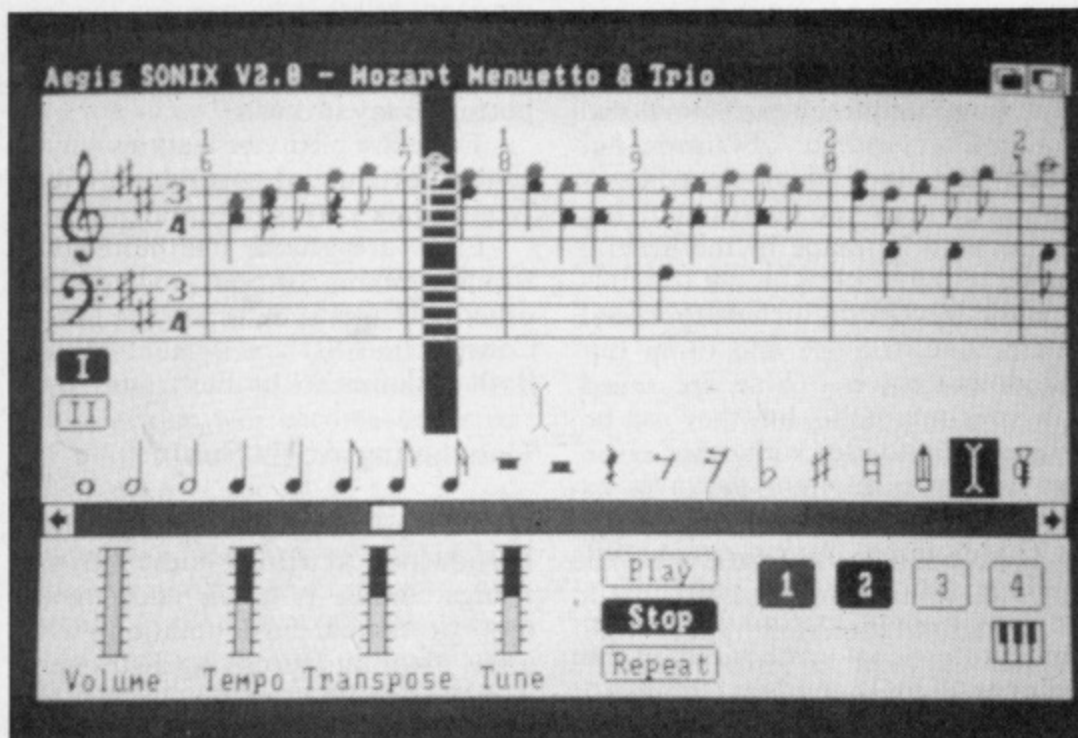 Aegis SONIX V2.0 - Mozart Menuetto & Trio
16 17 18 19 20 21
3 4
3 4
I
II
Play
1 2 3 4
Stop
Repeat
Volume Tempo Transpose Tune